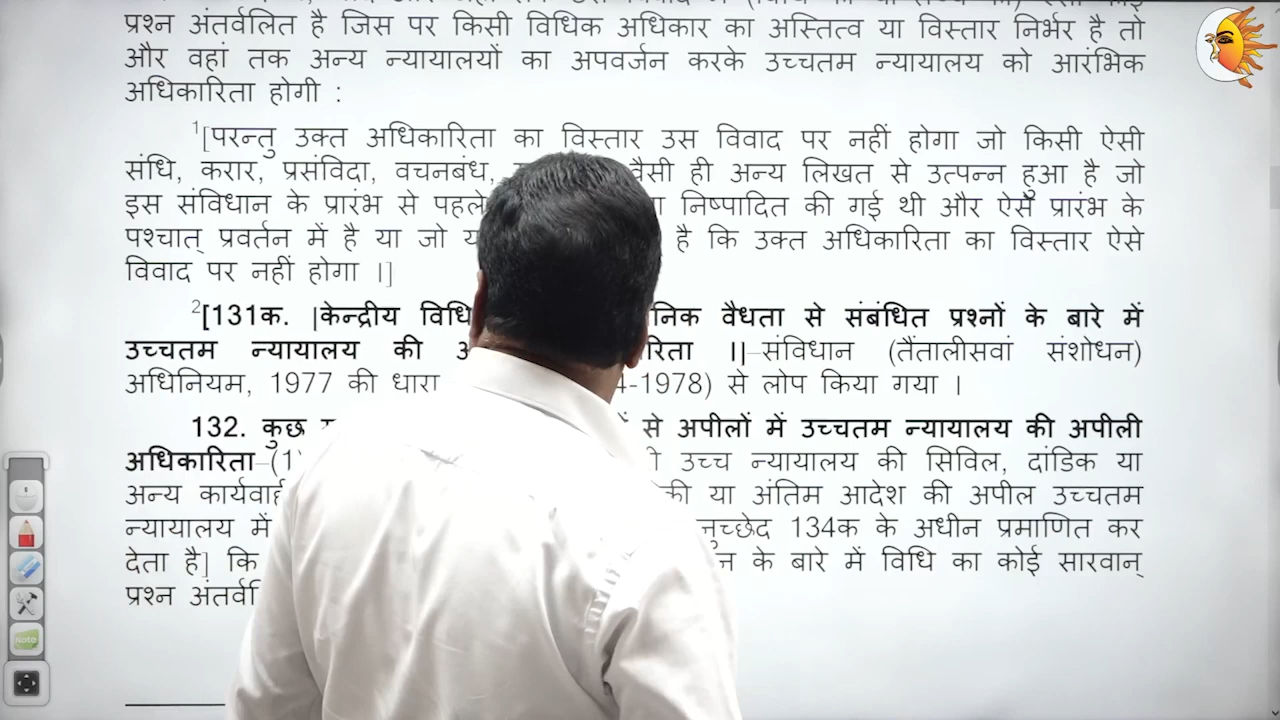 प्रश्न अंतर्वलित है जिस पर किसी विधिक अधिकार का अस्तित्व या विस्तार निर्भर है तो
और वहां तक अन्य न्यायालयों का अपवर्जन करके उच्चतम न्यायालय को आरंभिक
अधिकारिता होगी :
1[परन्तु उक्त अधिकारिता का विस्तार उस विवाद पर नहीं होगा जो किसी ऐसी
संधि, करार, प्रसंविदा, वचनबंध, वैसी ही अन्य लिखत से उत्पन्न हुआ है जो
इस संविधान के प्रारंभ से पहले निष्पादित की गई थी और ऐसे प्रारंभ के
पश्चात् प्रवर्तन में है या जो है कि उक्त अधिकारिता का विस्तार ऐसे
विवाद पर नहीं होगा ।]
2[131क. [केन्द्रीय वैधता से संबंधित प्रश्नों के बारे में
उच्चतम न्यायालय की ।]–संविधान (तैंतालीसवां संशोधन)
अधिनियम, 1977 की धारा से लोप किया गया ।
132. कुछ से अपीलों में उच्चतम न्यायालय की अपीली
अधिकारिता–(1) उच्च न्यायालय की सिविल, दांडिक या
अन्य या अंतिम आदेश की अपील उच्चतम
न्यायालय में 134क के अधीन प्रमाणित कर
देता है] कि के बारे में विधि का कोई सारवान्
प्रश्न
Note